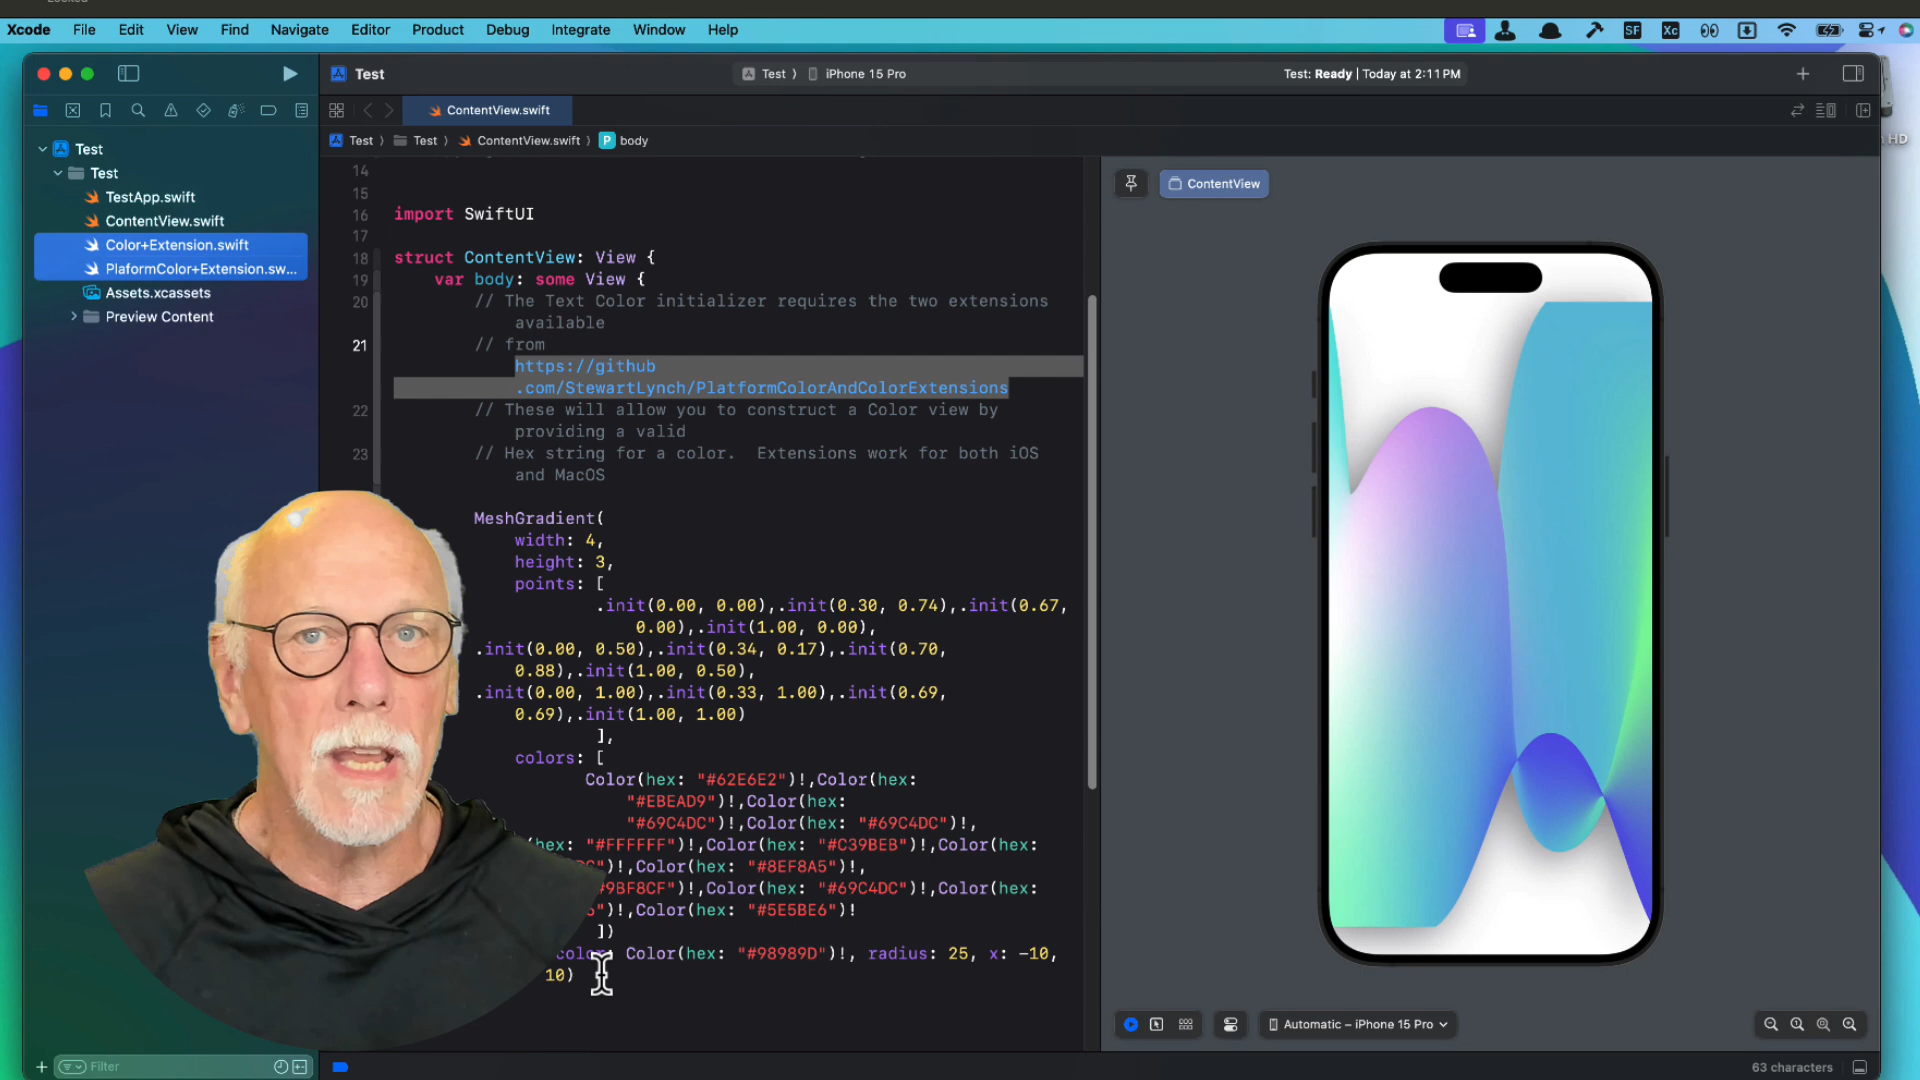 Xcode File Edit View Find Navigate Editor Product Debug Integrate Window Help
SF Xc
Test
Test 〉 iPhone 15 Pro
Test: Ready | Today at 2:11 PM
ContentView.swift
Test 〉 Test 〉 ContentView.swift 〉 P body
HD
Test
Test
TestApp.swift
ContentView.swift
Color+Extension.swift
PlaformColor+Extension.sw...
Assets.xcassets
Preview Content
14
15
16 import SwiftUI
17
18 struct ContentView: View {
19 var body: some View {
20 // The Text Color initializer requires the two extensions
available
21 // from
https://github
.com/StewartLynch/PlatformColorAndColorExtensions
22 // These will allow you to construct a Color view by
providing a valid
23 // Hex string for a color.  Extensions work for both iOS
and MacOS
MeshGradient(
width: 4,
height: 3,
points: [
.init(0.00, 0.00),.init(0.30, 0.74),.init(0.67,
0.00),.init(1.00, 0.00),
.init(0.00, 0.50),.init(0.34, 0.17),.init(0.70,
0.88),.init(1.00, 0.50),
.init(0.00, 1.00),.init(0.33, 1.00),.init(0.69,
0.69),.init(1.00, 1.00)
],
colors: [
Color(hex: "#62E6E2")!,Color(hex:
"#EBEAD9")!,Color(hex:
"#69C4DC")!,Color(hex: "#69C4DC")!,
hex: "#FFFFFF")!,Color(hex: "#C39BEB")!,Color(hex:
")!,Color(hex: "#8EF8A5")!,
9BF8CF")!,Color(hex: "#69C4DC")!,Color(hex:
")!,Color(hex: "#5E5BE6")!
])
color: Color(hex: "#98989D")!, radius: 25, x: -10,
10)
ContentView
Automatic – iPhone 15 Pro
Filter
63 characters